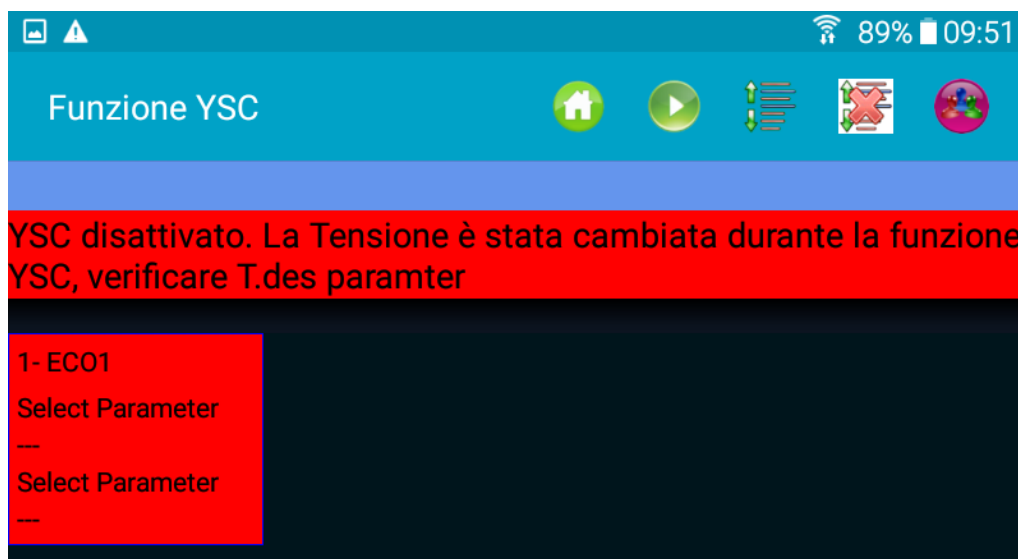 89% 09:51
Funzione YSC
YSC disattivato. La Tensione è stata cambiata durante la funzione
YSC, verificare T.des paramter
1- ECO1
Select Parameter
---
Select Parameter
---